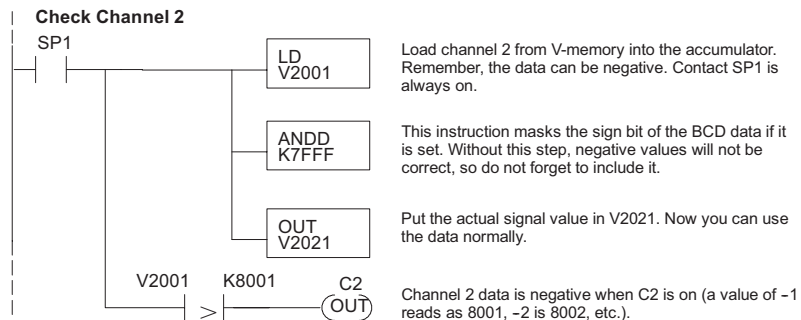 Check Channel 2
SP1
LD
V2001
Load channel 2 from V-memory into the accumulator.
Remember, the data can be negative. Contact SP1 is
always on.
ANDD
K7FFF
This instruction masks the sign bit of the BCD data if it
is set. Without this step, negative values will not be
correct, so do not forget to include it.
OUT
V2021
Put the actual signal value in V2021. Now you can use
the data normally.
V2001 K8001 C2
> OUT
Channel 2 data is negative when C2 is on (a value of -1
reads as 8001, -2 is 8002, etc.).